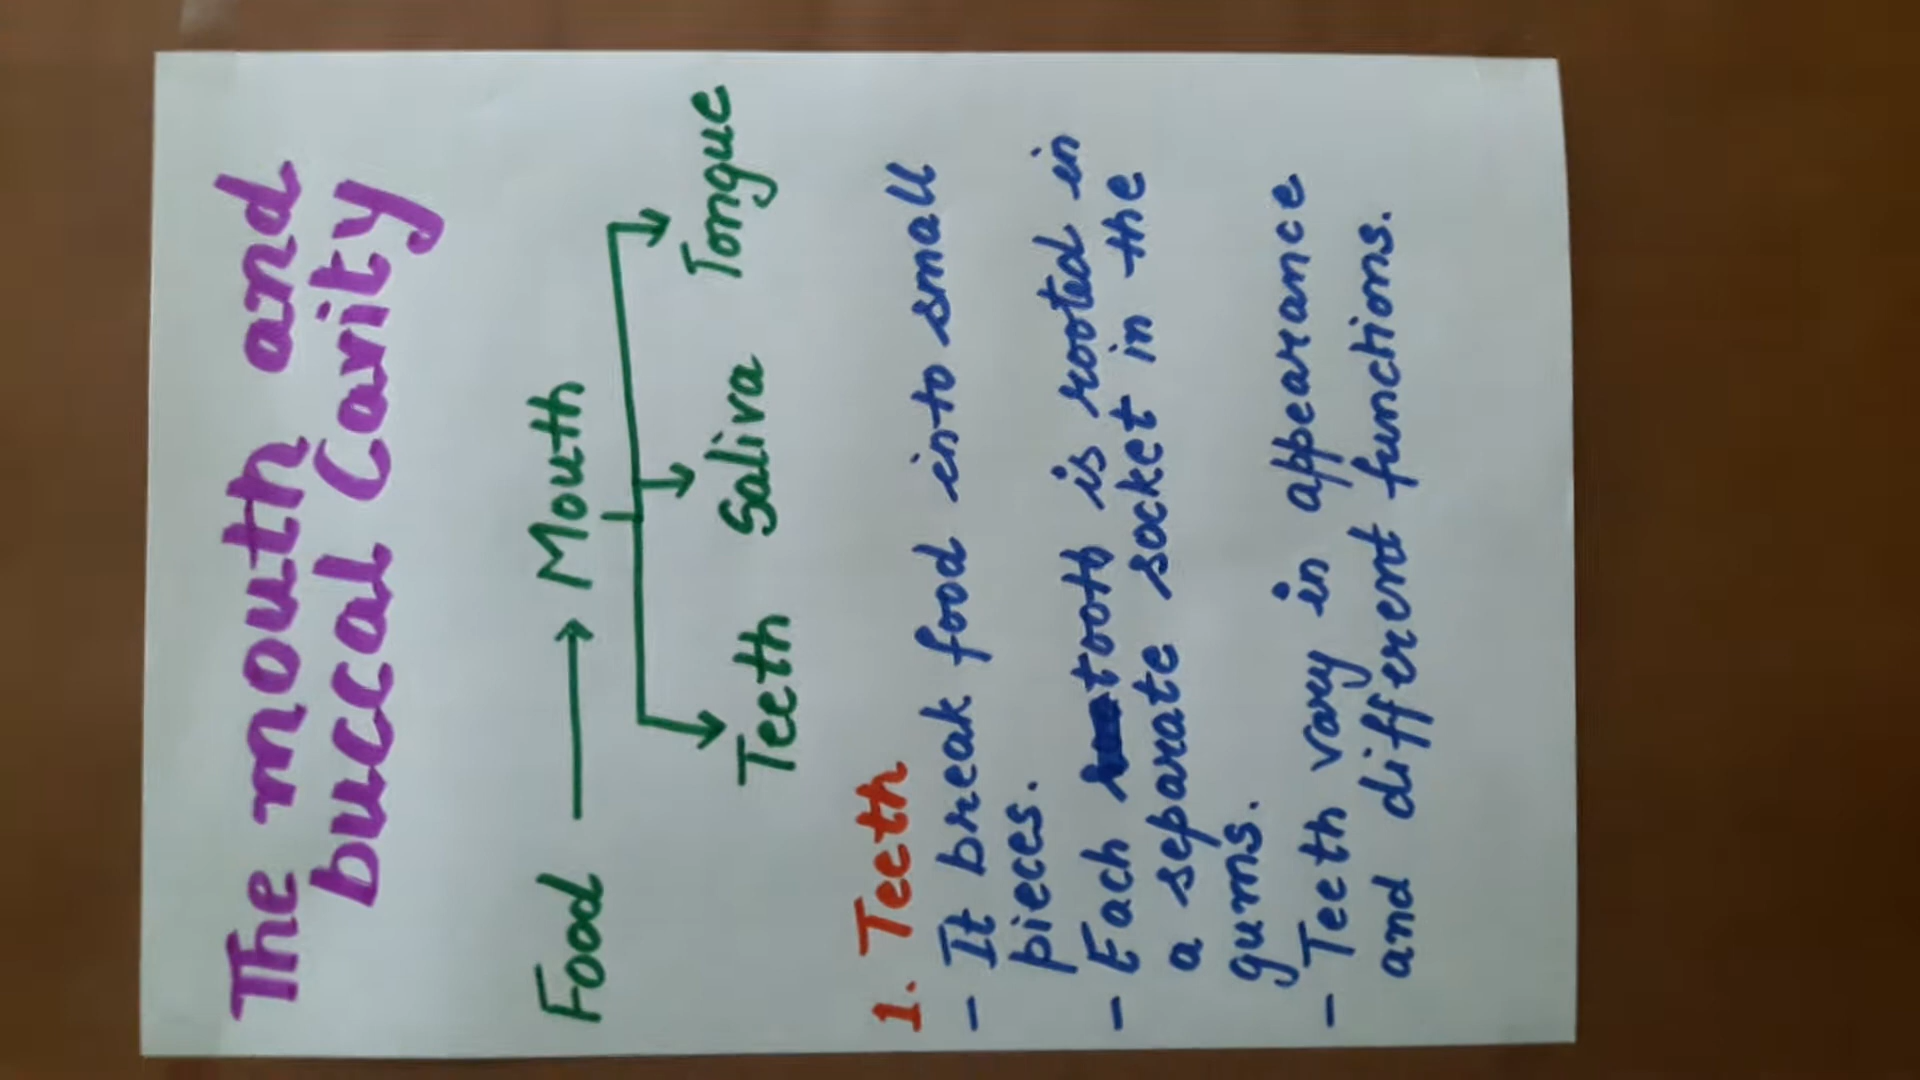 The mouth and
buccal Cavity
Food → Mouth
Teeth Saliva Tongue
1. Teeth
- It break food into small
pieces.
- Each tooth is rooted in
a separate socket in the
gums.
- Teeth vary in appearance
and different functions.